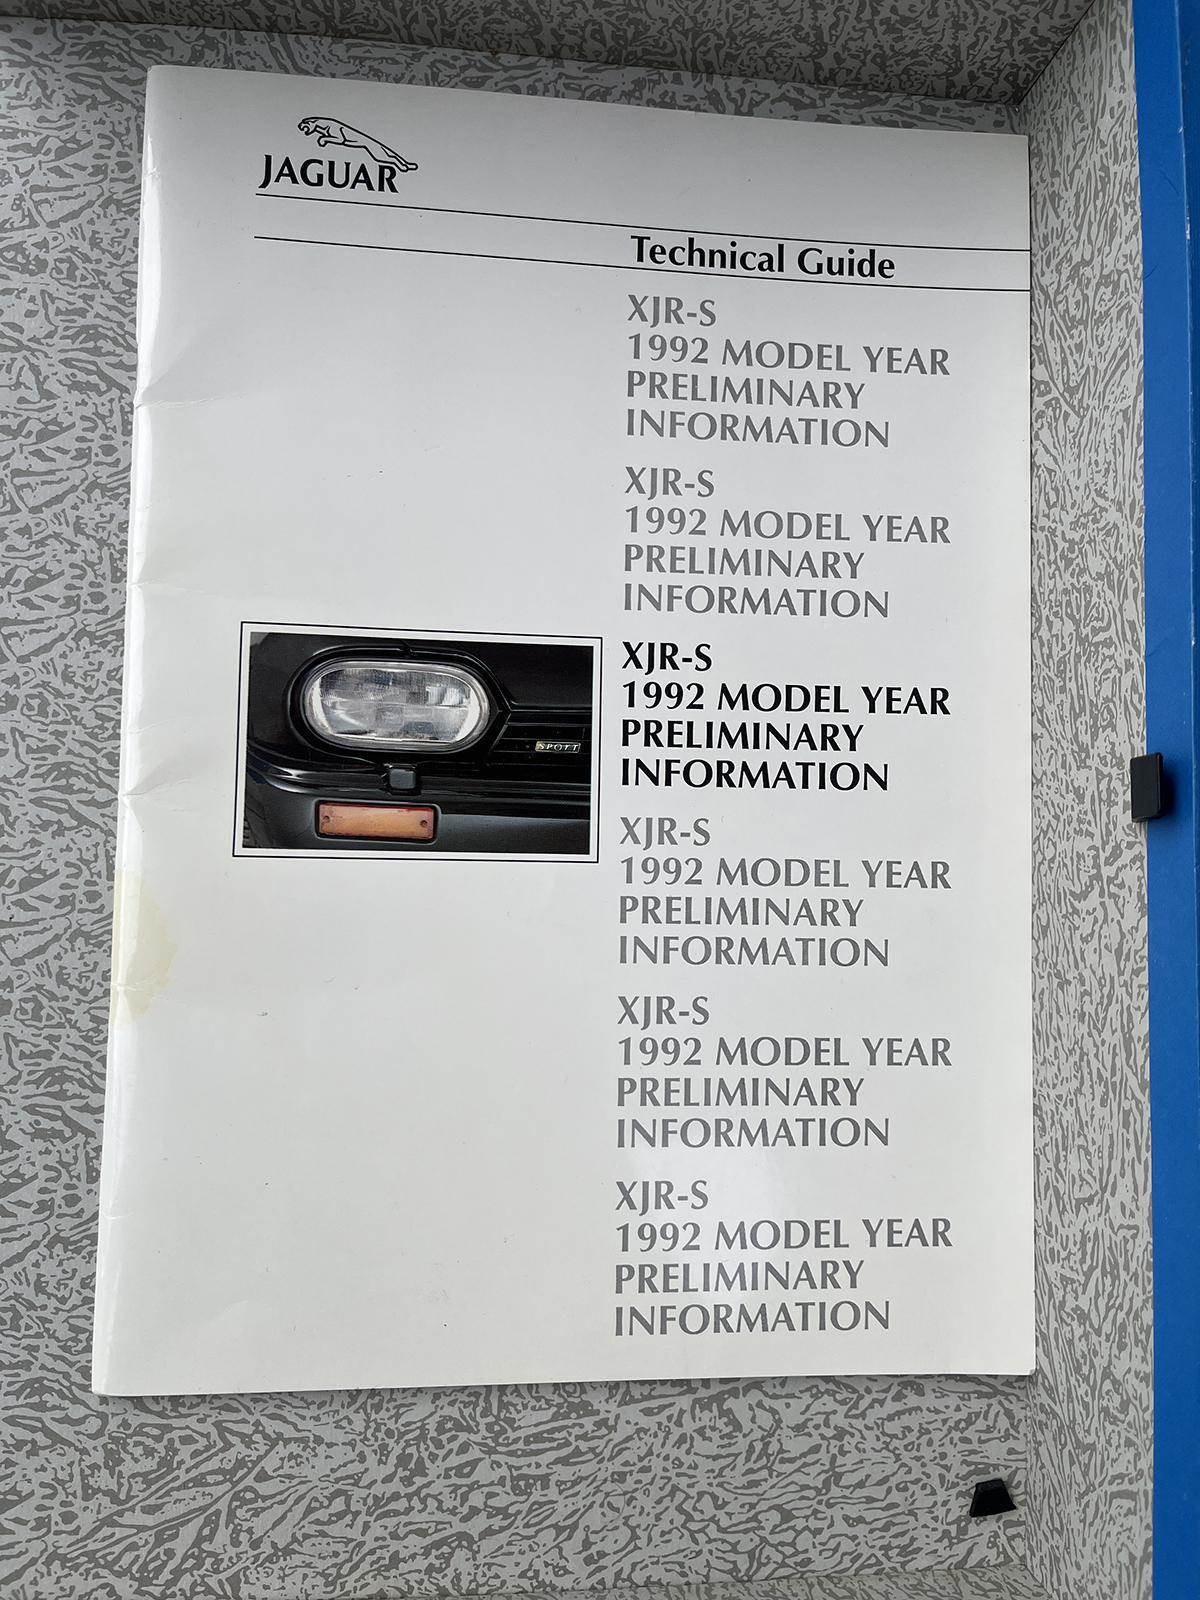 JAGUAR
Technical Guide
XJR-S
1992 MODEL YEAR
PRELIMINARY
INFORMATION
XJR-S
1992 MODEL YEAR
PRELIMINARY
INFORMATION
XJR-S
1992 MODEL YEAR
PRELIMINARY
INFORMATION
SPORT
XJR-S
1992 MODEL YEAR
PRELIMINARY
INFORMATION
XJR-S
1992 MODEL YEAR
PRELIMINARY
INFORMATION
XJR-S
1992 MODEL YEAR
PRELIMINARY
INFORMATION